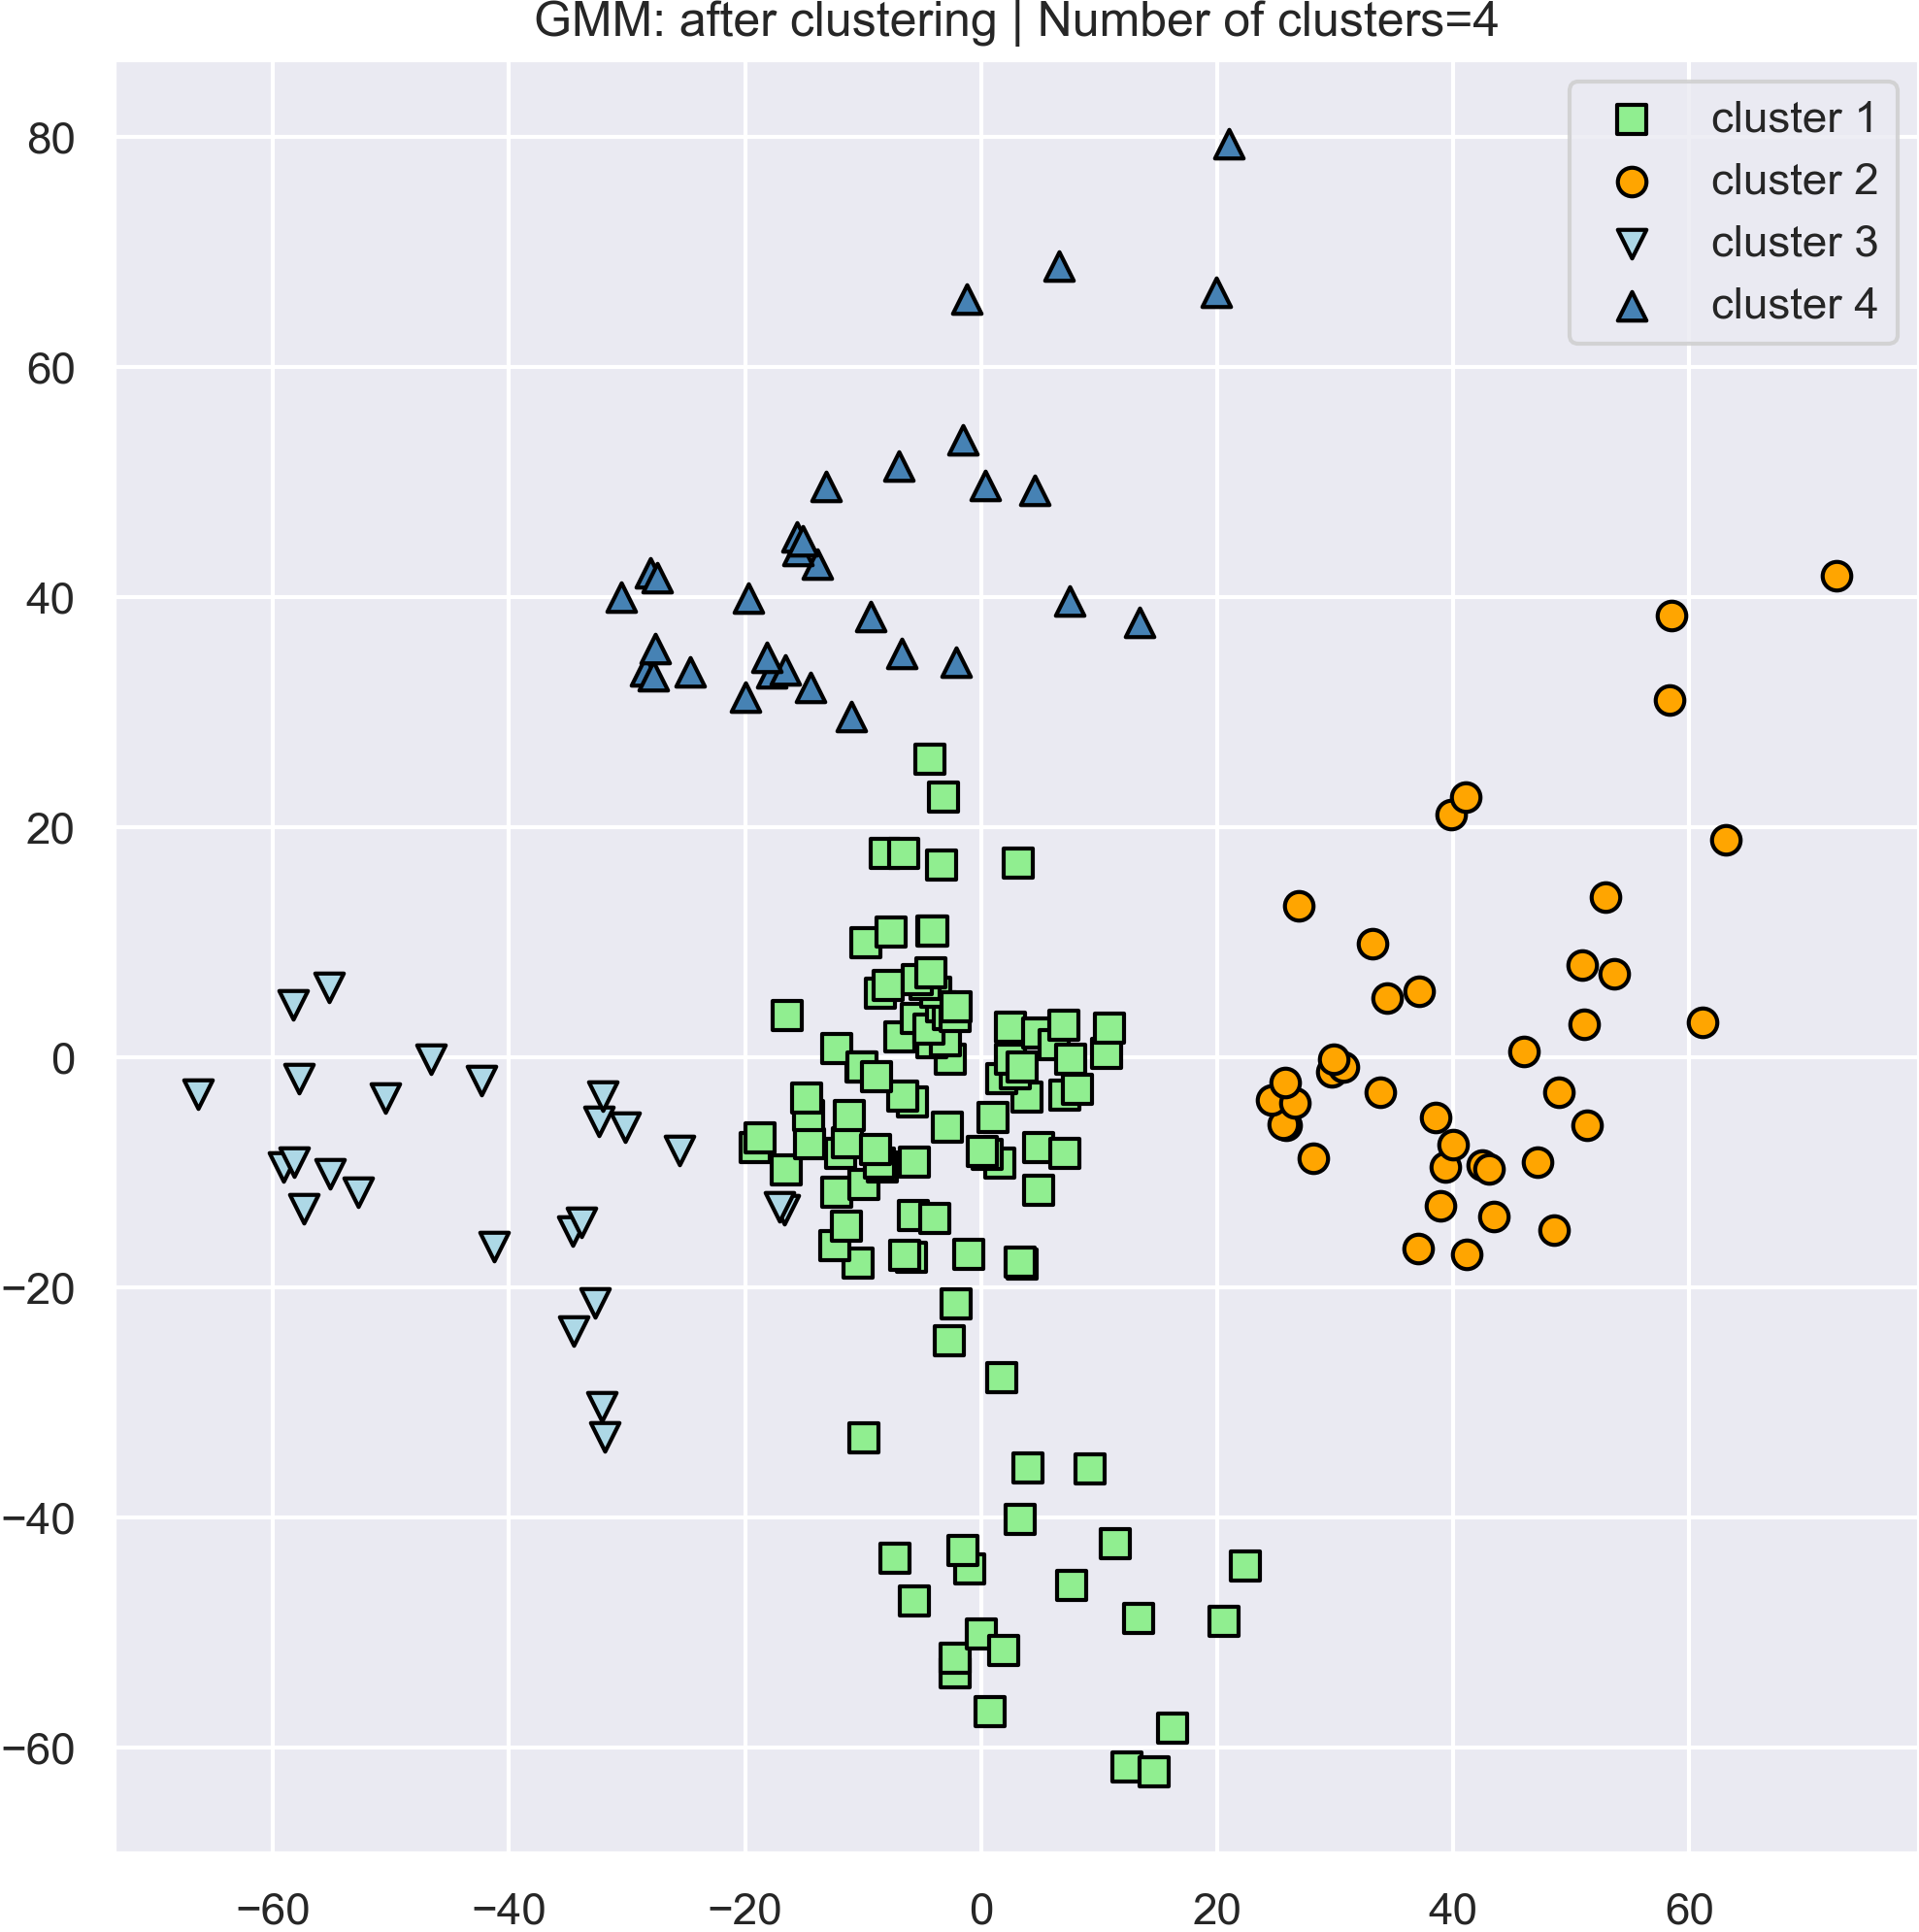 GMM: after clustering | Number of clusters=4
cluster 1
cluster 2
cluster 3
cluster 4
80
60
40
20
0
−20
−40
−60
−60 −40 −20 0 20 40 60